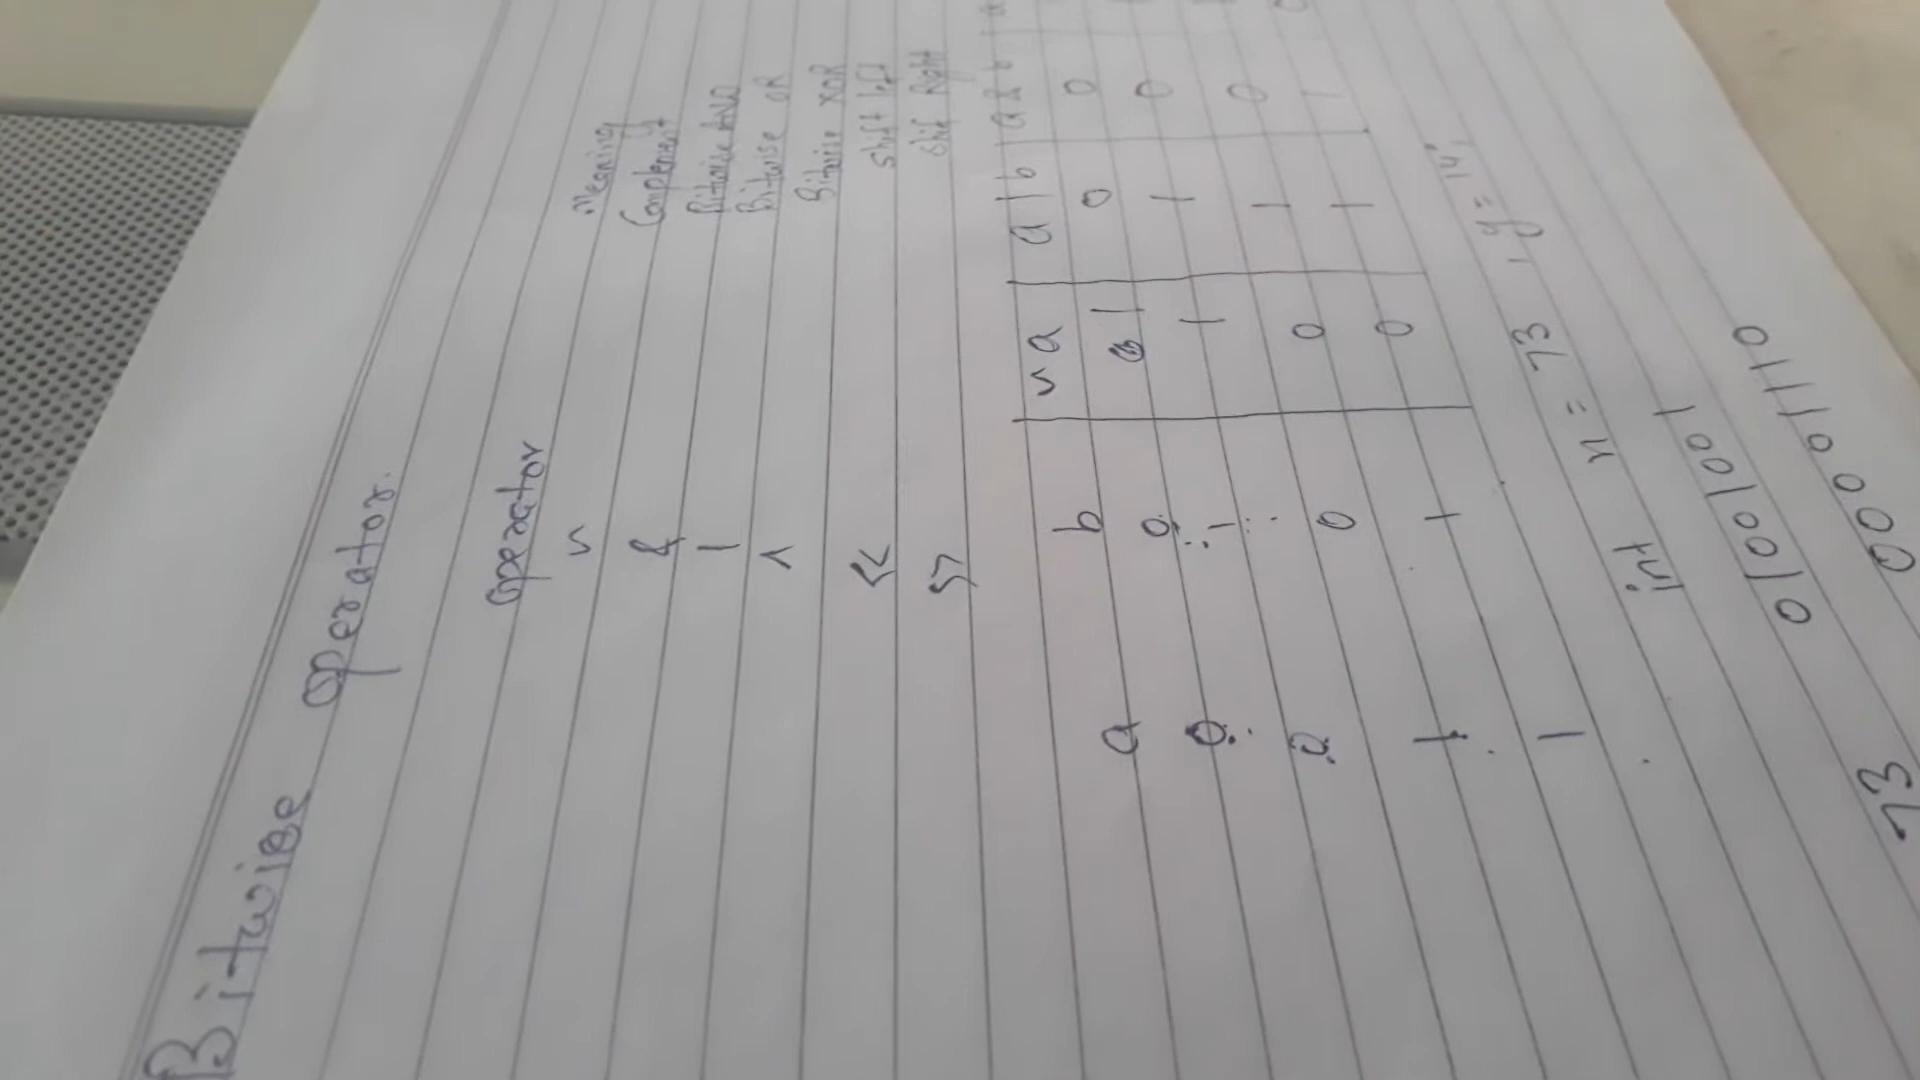 Bitwise operator.
operator Meaning
~ Complement
& Bitwise AND
| Bitwise OR
^ Bitwise XOR
<< shift left
>> shif Right
a b ~a a|b a&b
0 0 1 0 0
0 1 1 1 0
1 0 0 1 0
1 1 0 1 1
int x = 73, y = 14;
01001001
73 00001110